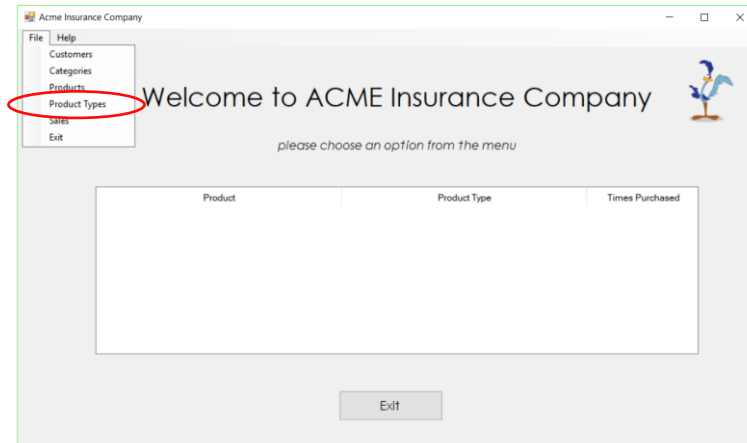 Acme Insurance Company
File Help
Customers
Categories
Products
Product Types
Sales
Exit
Welcome to ACME Insurance Company
please choose an option from the menu
Product Product Type Times Purchased
Exit